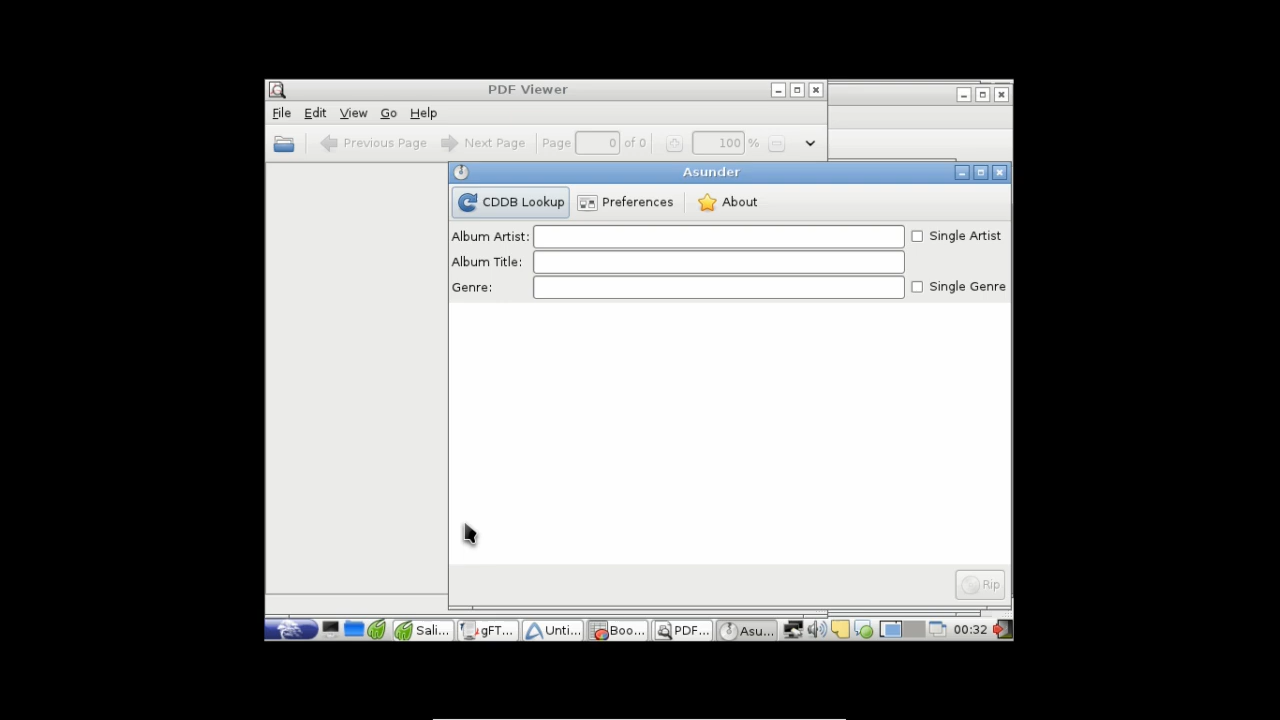 PDF Viewer
File Edit View Go Help
Previous Page Next Page Page 0 of 0 100 %
Asunder
CDDB Lookup Preferences About
Album Artist: Single Artist
Album Title:
Genre: Single Genre
Rip
Sali... gFT... Unti... Boo... PDF... Asu... 00:32